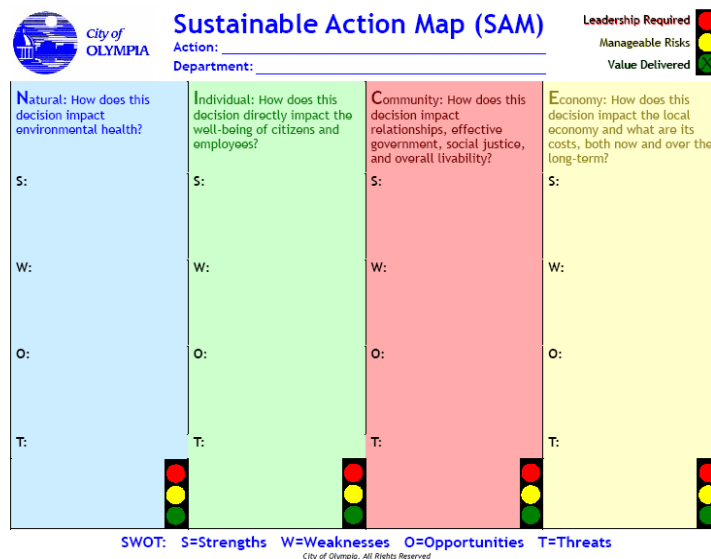 City of
OLYMPIA
Sustainable Action Map (SAM)
Action:
Department:
Leadership Required
Manageable Risks
Value Delivered
X
Natural: How does this
decision impact
environmental health?
S:
W:
O:
T:
Individual: How does this
decision directly impact the
well-being of citizens and
employees?
S:
W:
O:
T:
Community: How does this
decision impact
relationships, effective
government, social justice,
and overall livability?
S:
W:
O:
T:
Economy: How does this
decision impact the local
economy and what are its
costs, both now and over the
long-term?
S:
W:
O:
T:
SWOT: S=Strengths W=Weaknesses O=Opportunities T=Threats
City of Olympia. All Rights Reserved